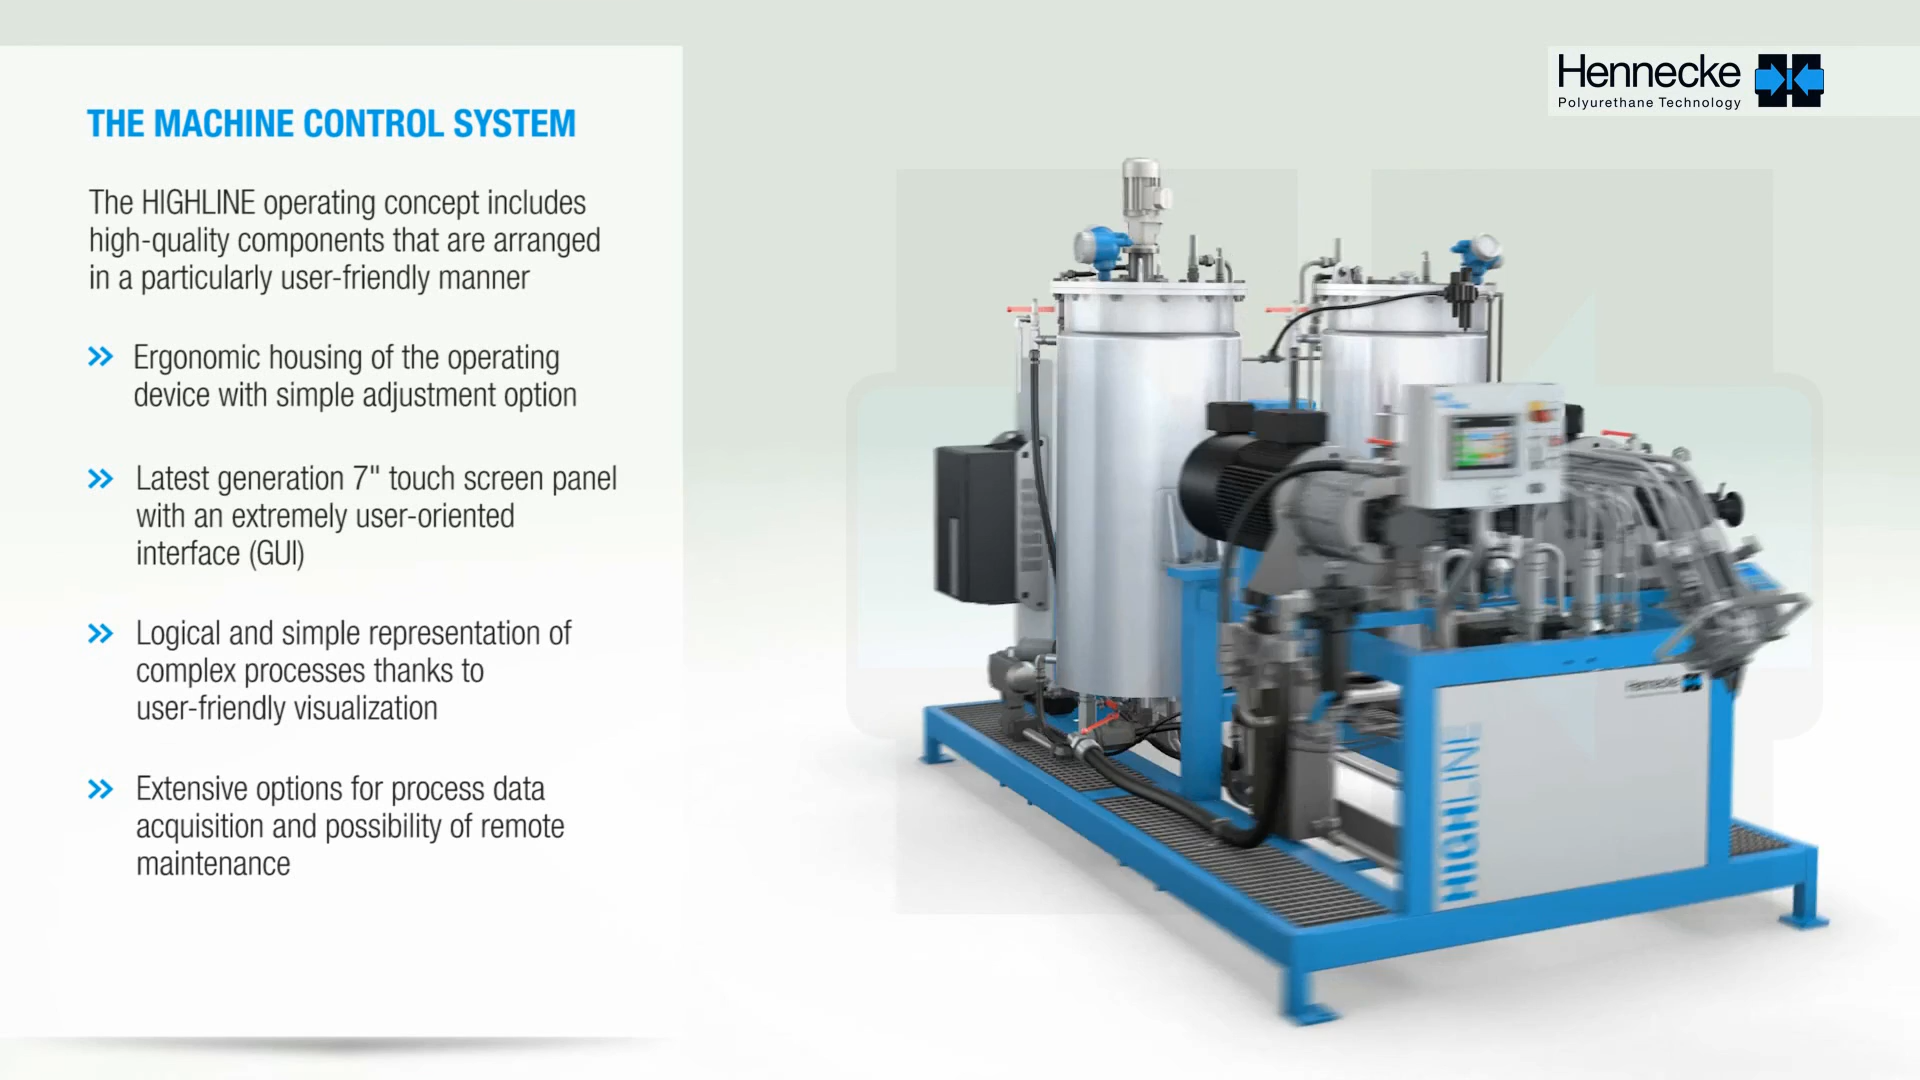 THE MACHINE CONTROL SYSTEM
The HIGHLINE operating concept includes
high-quality components that are arranged
in a particularly user-friendly manner
Ergonomic housing of the operating
device with simple adjustment option
Latest generation 7" touch screen panel
with an extremely user-oriented
interface (GUI)
Logical and simple representation of
complex processes thanks to
user-friendly visualization
Extensive options for process data
acquisition and possibility of remote
maintenance
Hennecke
Polyurethane Technology
Hennecke
HIGHLINE